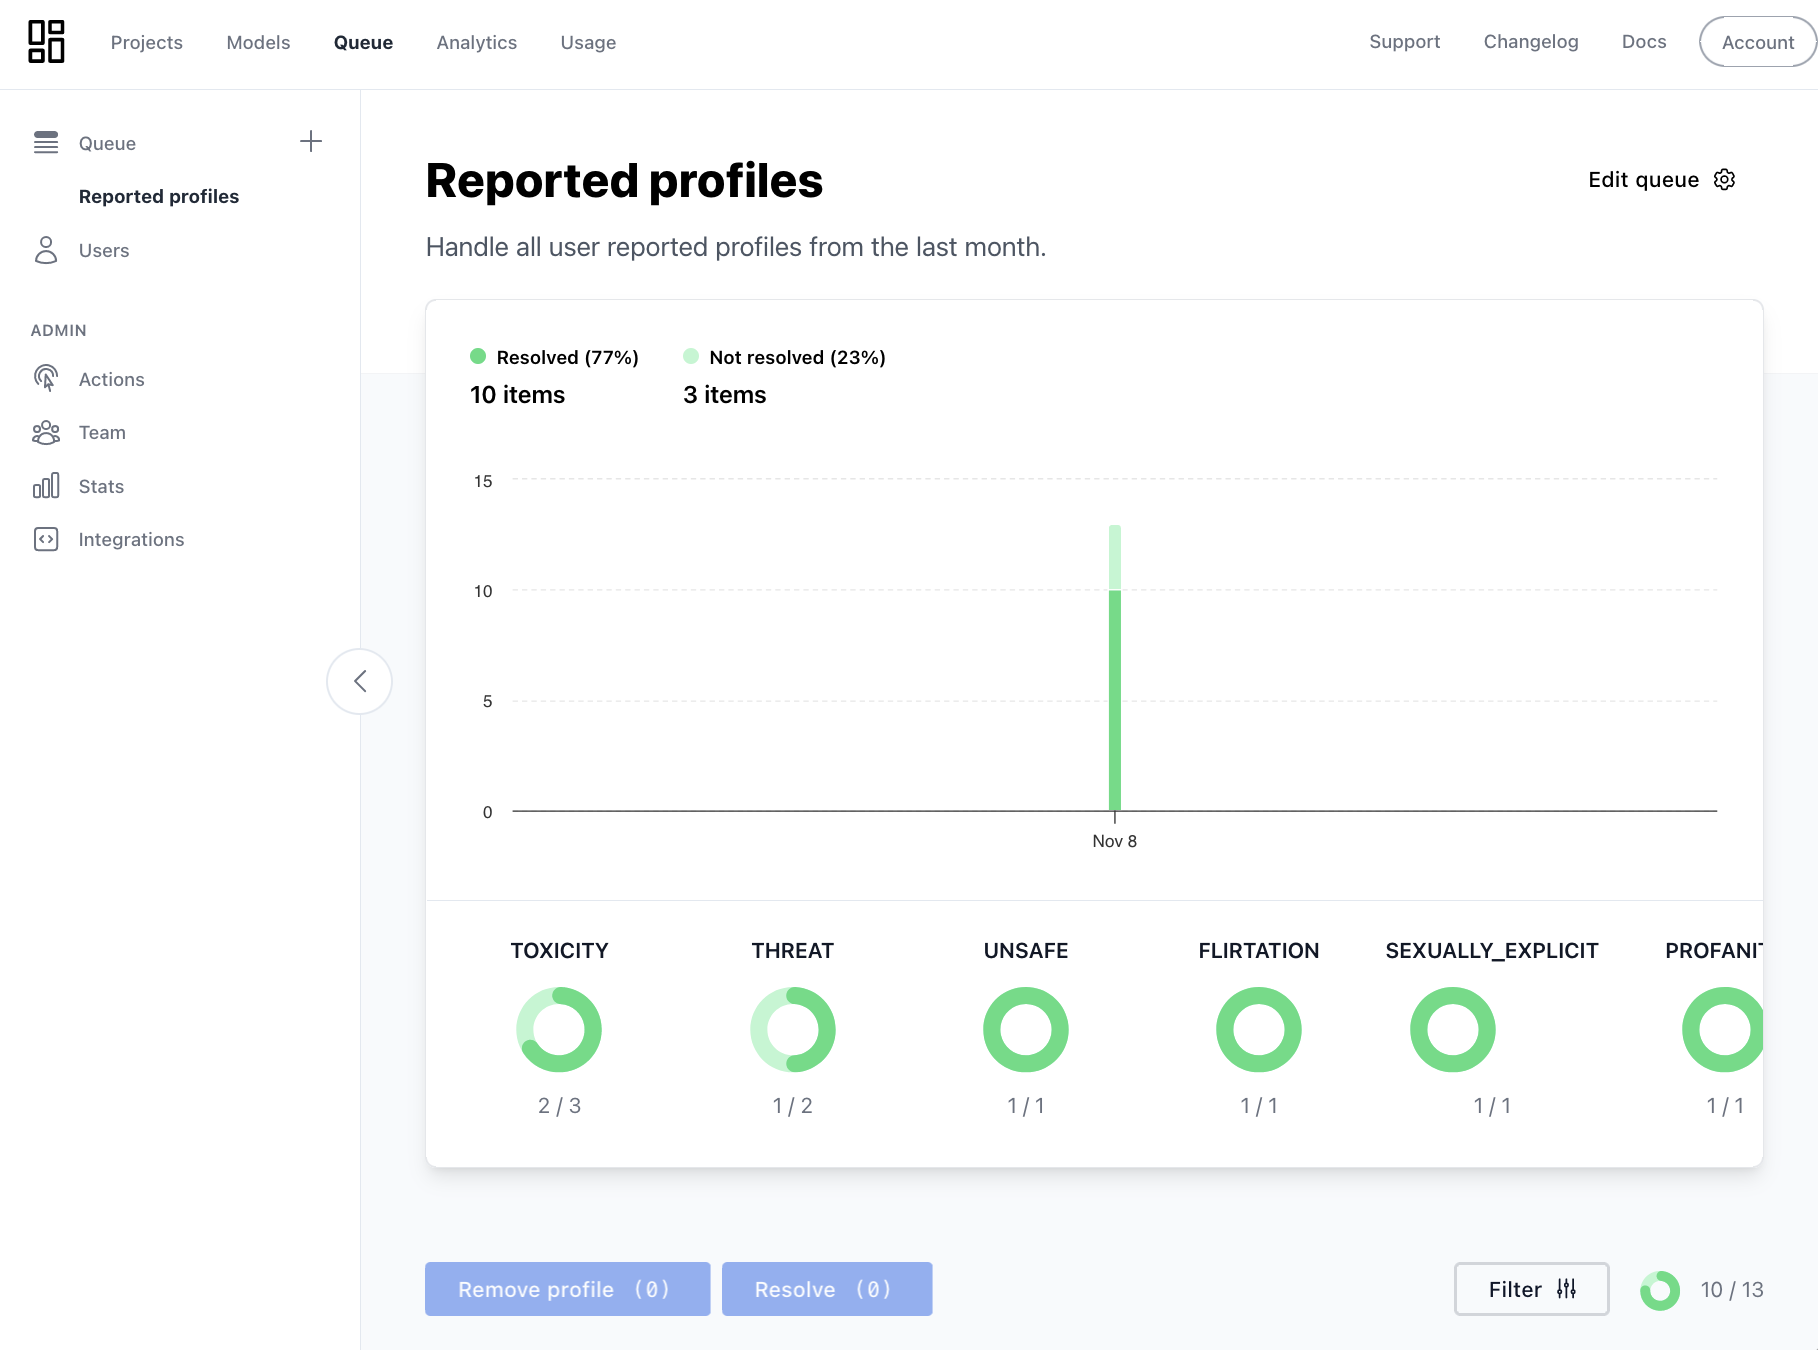 Projects Models Queue Analytics Usage Support Changelog Docs Account
Queue
Reported profiles
Users
ADMIN
Actions
Team
Stats
Integrations
Reported profiles
Edit queue
Handle all user reported profiles from the last month.
Resolved (77%) Not resolved (23%)
10 items 3 items
15
10
5
0
Nov 8
TOXICITY THREAT UNSAFE FLIRTATION SEXUALLY_EXPLICIT PROFANIT
2 / 3 1 / 2 1 / 1 1 / 1 1 / 1 1 / 1
Remove profile (0) Resolve (0) Filter 10 / 13